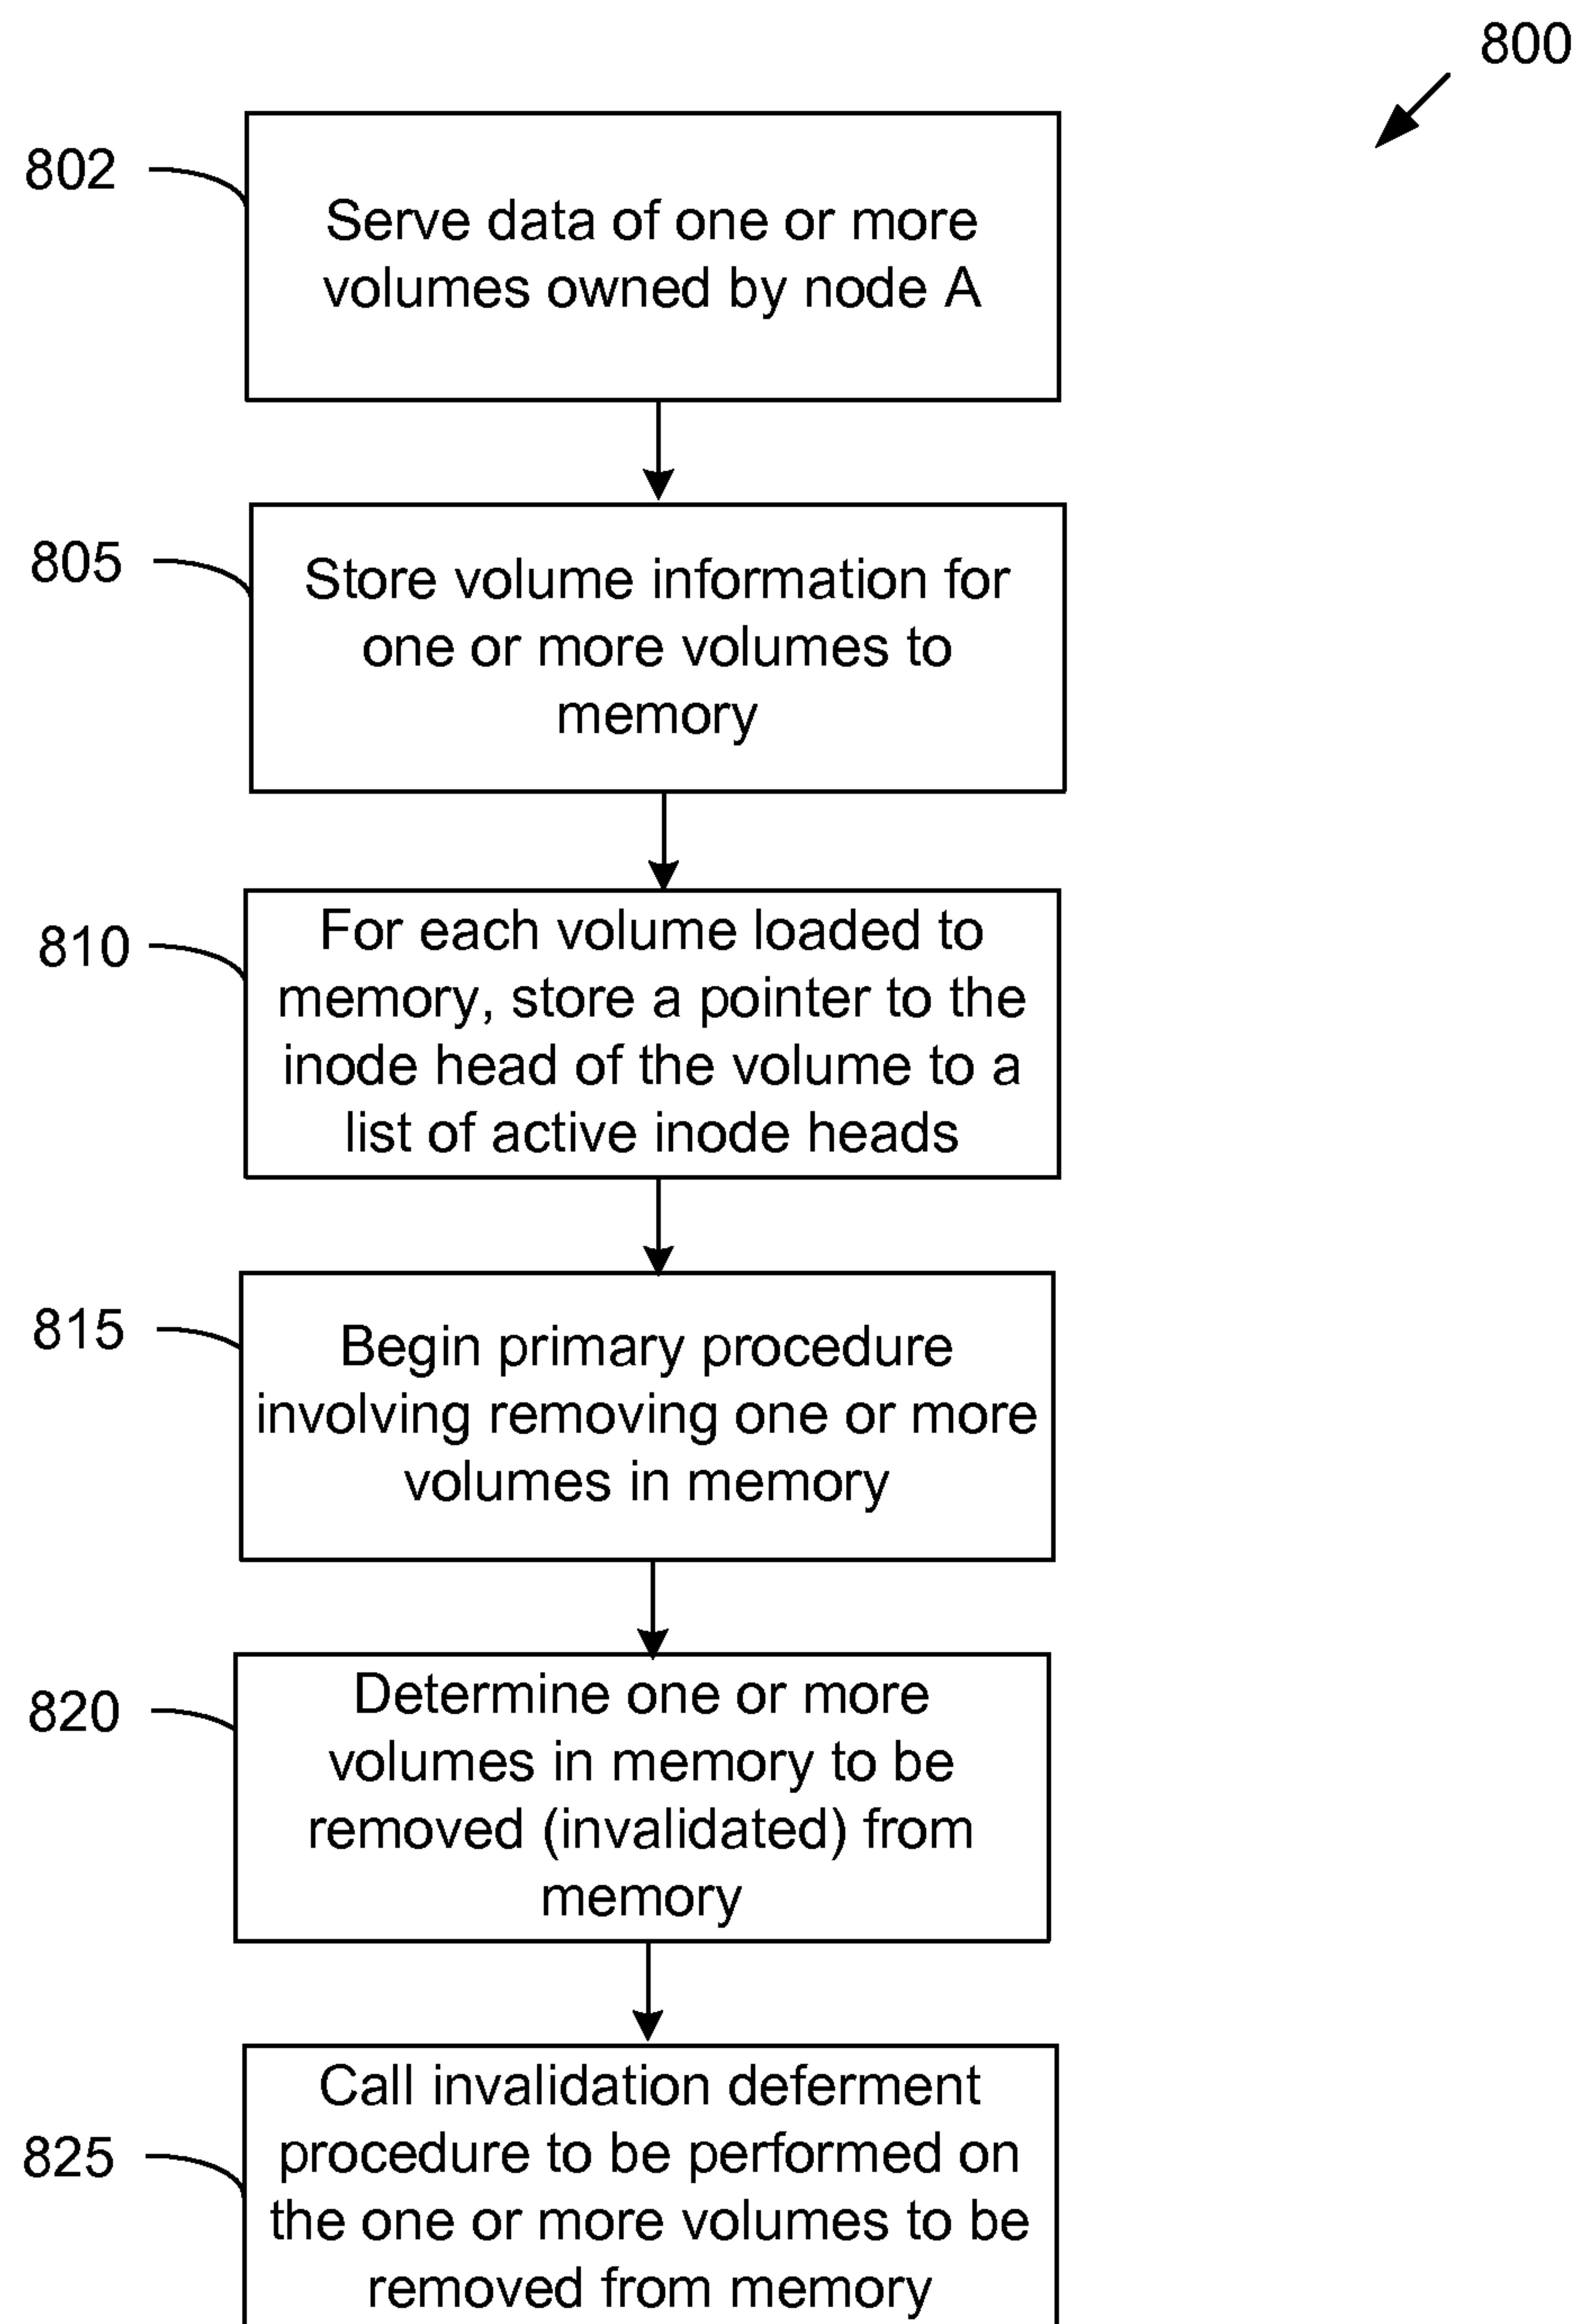 800
802
Serve data of one or more
volumes owned by node A
805
Store volume information for
one or more volumes to
memory
810
For each volume loaded to
memory, store a pointer to the
inode head of the volume to a
list of active inode heads
815
Begin primary procedure
involving removing one or more
volumes in memory
820
Determine one or more
volumes in memory to be
removed (invalidated) from
memory
825
Call invalidation deferment
procedure to be performed on
the one or more volumes to be
removed from memory